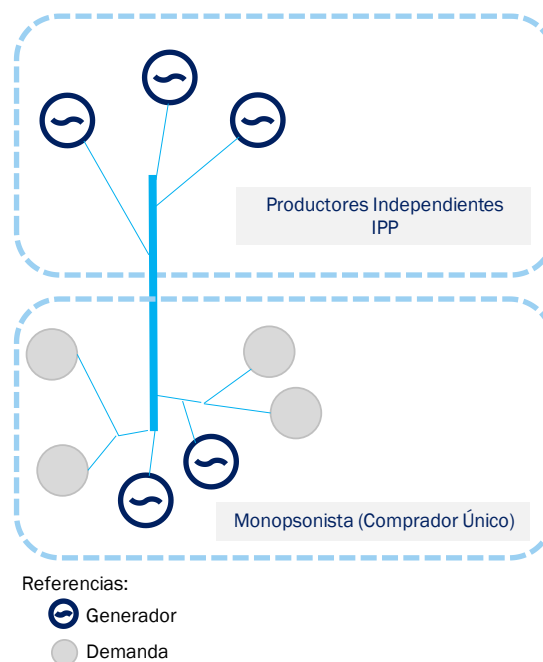 Productores Independientes
IPP
Monopsonista (Comprador Único)
Referencias:
Generador
Demanda